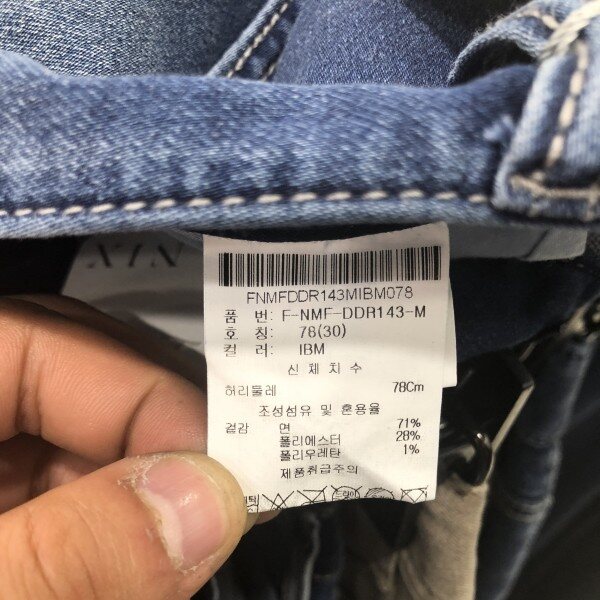 FNMFDDR143MIBM078
품 번: F-NMF-DDR143-M
호 칭: 78(30)
컬 러: IBM
신 체 치 수
허리둘레 78Cm
조성섬유 및 혼용율
겉감 면 71%
폴리에스터 28%
폴리우레탄 1%
제품취급주의
NIX